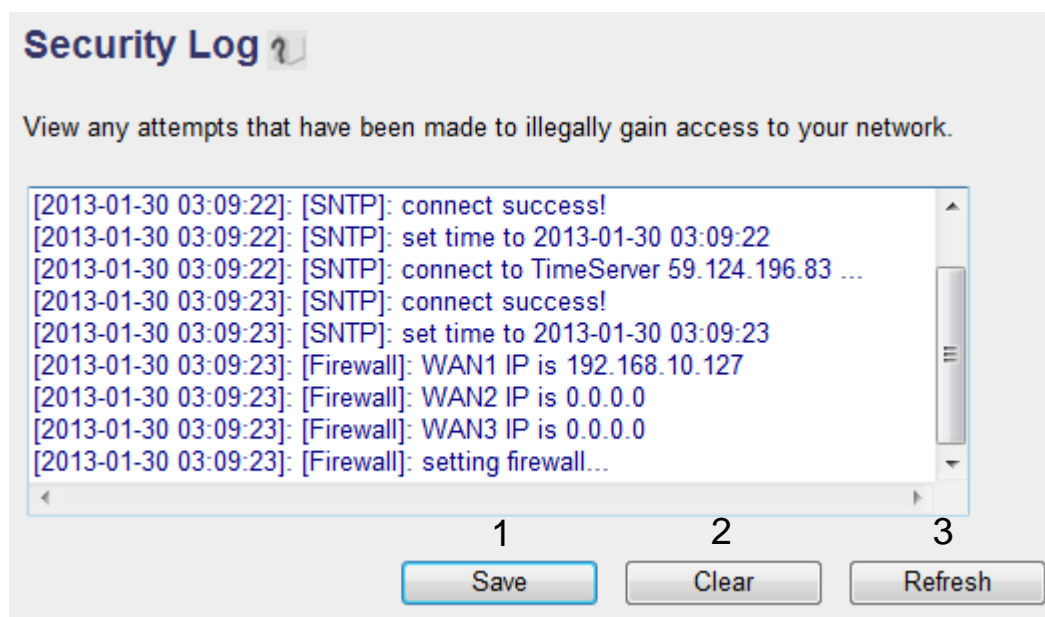 Security Log
View any attempts that have been made to illegally gain access to your network.
[2013-01-30 03:09:22]: [SNTP]: connect success!
[2013-01-30 03:09:22]: [SNTP]: set time to 2013-01-30 03:09:22
[2013-01-30 03:09:22]: [SNTP]: connect to TimeServer 59.124.196.83 ...
[2013-01-30 03:09:23]: [SNTP]: connect success!
[2013-01-30 03:09:23]: [SNTP]: set time to 2013-01-30 03:09:23
[2013-01-30 03:09:23]: [Firewall]: WAN1 IP is 192.168.10.127
[2013-01-30 03:09:23]: [Firewall]: WAN2 IP is 0.0.0.0
[2013-01-30 03:09:23]: [Firewall]: WAN3 IP is 0.0.0.0
[2013-01-30 03:09:23]: [Firewall]: setting firewall...
1 2 3
Save Clear Refresh